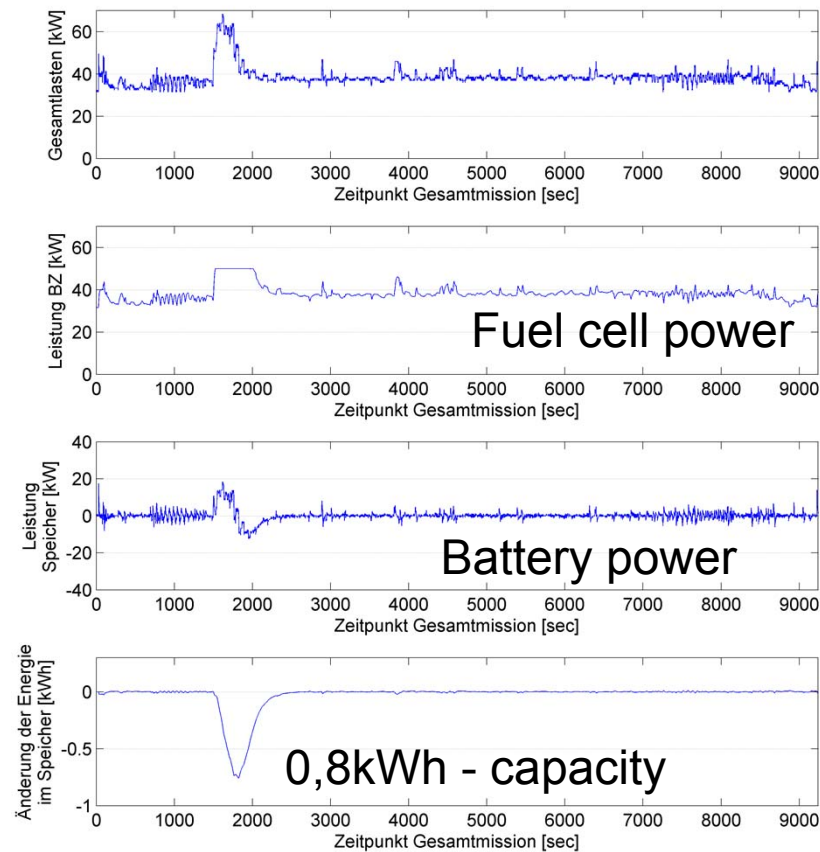 Gesamtlasten [kW]
60
40
20
0
0 1000 2000 3000 4000 5000 6000 7000 8000 9000
Zeitpunkt Gesamtmission [sec]
Leistung BZ [kW]
60
40
20
0
Fuel cell power
0 1000 2000 3000 4000 5000 6000 7000 8000 9000
Zeitpunkt Gesamtmission [sec]
Leistung
Speicher [kW]
40
20
0
-20
-40
Battery power
0 1000 2000 3000 4000 5000 6000 7000 8000 9000
Zeitpunkt Gesamtmission [sec]
Änderung der Energie
im Speicher [kWh]
0
-0.5
-1
0,8kWh - capacity
0 1000 2000 3000 4000 5000 6000 7000 8000 9000
Zeitpunkt Gesamtmission [sec]